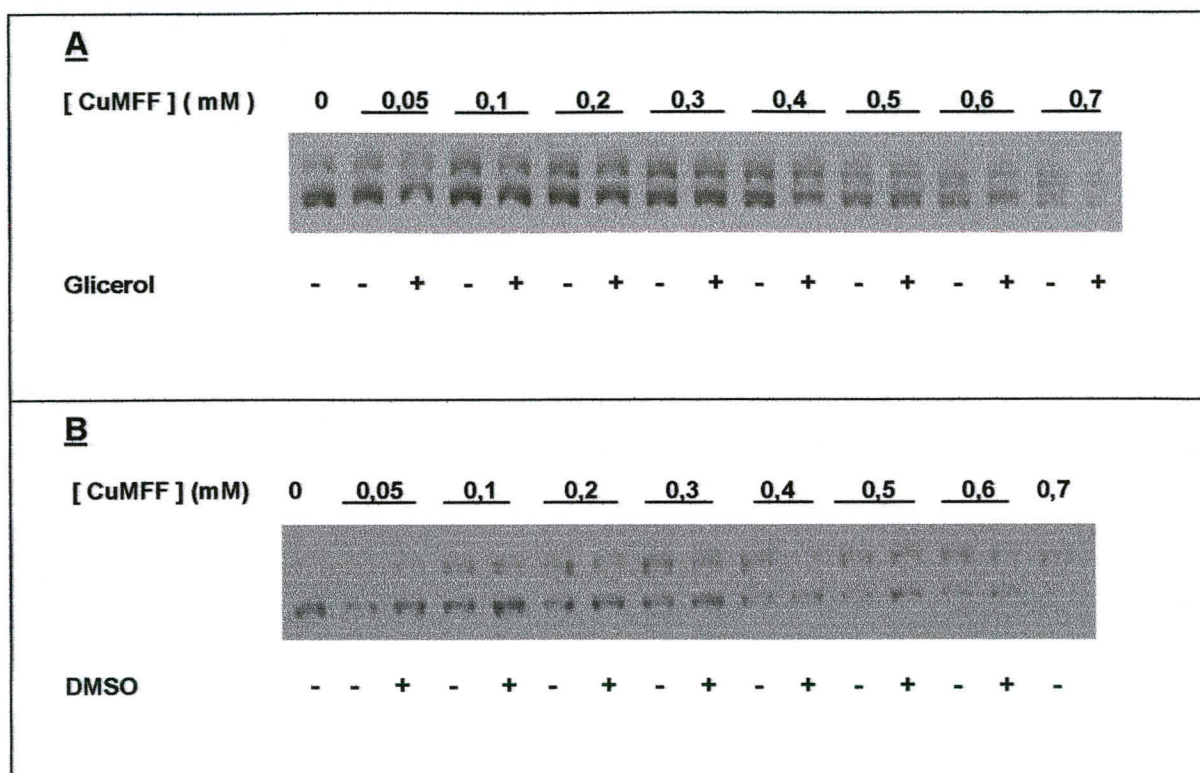 A
[ CuMFF ] ( mM ) 0 0,05 0,1 0,2 0,3 0,4 0,5 0,6 0,7
Glicerol - - + - + - + - + - + - + - + - +
B
[ CuMFF ] (mM) 0 0,05 0,1 0,2 0,3 0,4 0,5 0,6 0,7
DMSO - - + - + - + - + - + - + - + -